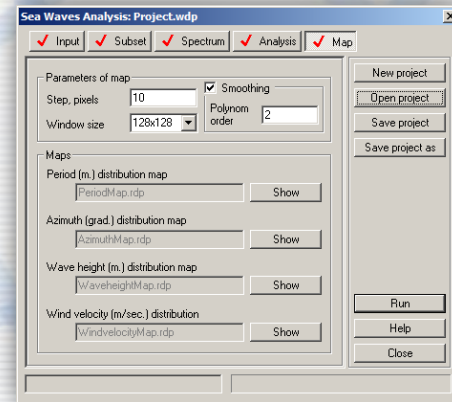 Sea Waves Analysis: Project.wdp
Input Subset Spectrum Analysis Map
Parameters of map
Step, pixels 10
Window size 128x128
Smoothing
Polynom order 2
Maps
Period (m.) distribution map
PeriodMap.rdp Show
Azimuth (grad.) distribution map
AzimuthMap.rdp Show
Wave height (m.) distribution map
WaveheightMap.rdp Show
Wind velocity (m/sec.) distribution
WindvelocityMap.rdp Show
New project
Open project
Save project
Save project as
Run
Help
Close